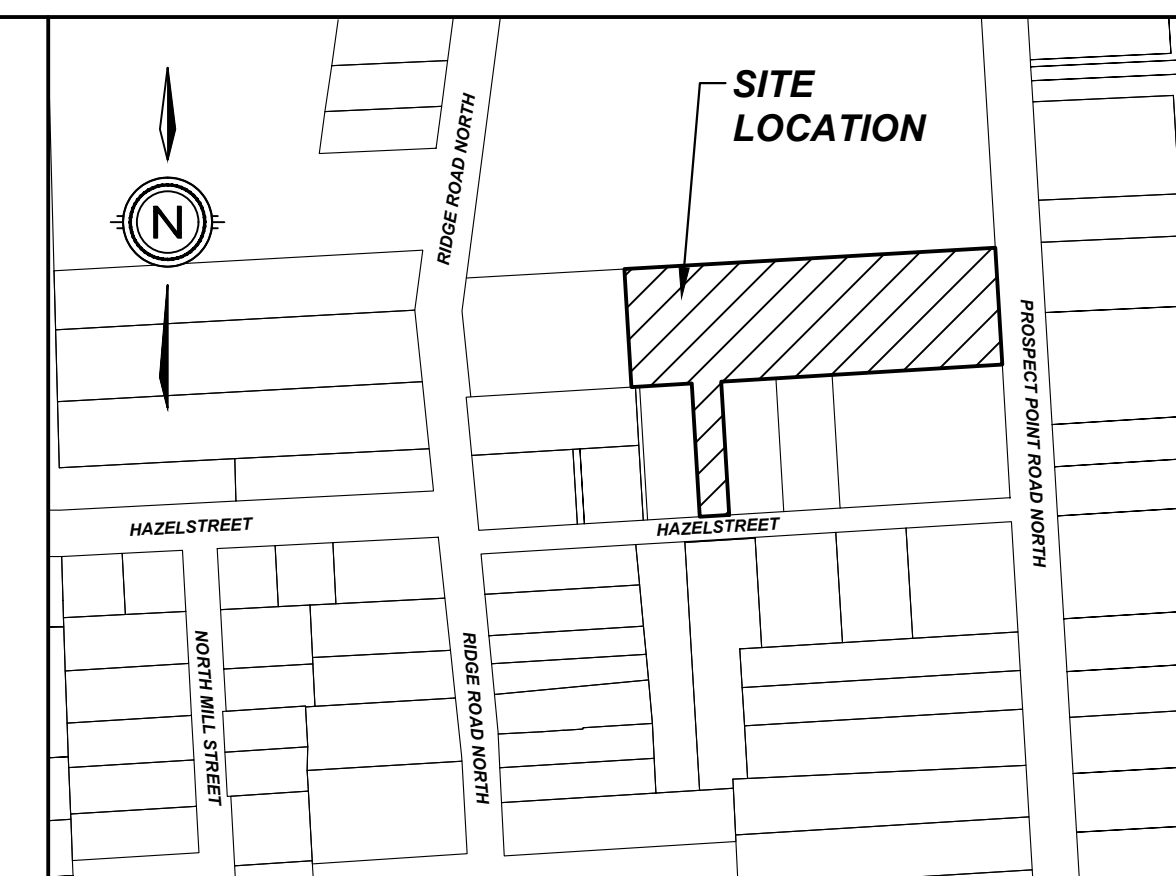 SITE
LOCATION
RIDGE ROAD NORTH
N
PROSPECT POINT ROAD NORTH
HAZELSTREET
HAZELSTREET
NORTH MILL STREET
RIDGE ROAD NORTH